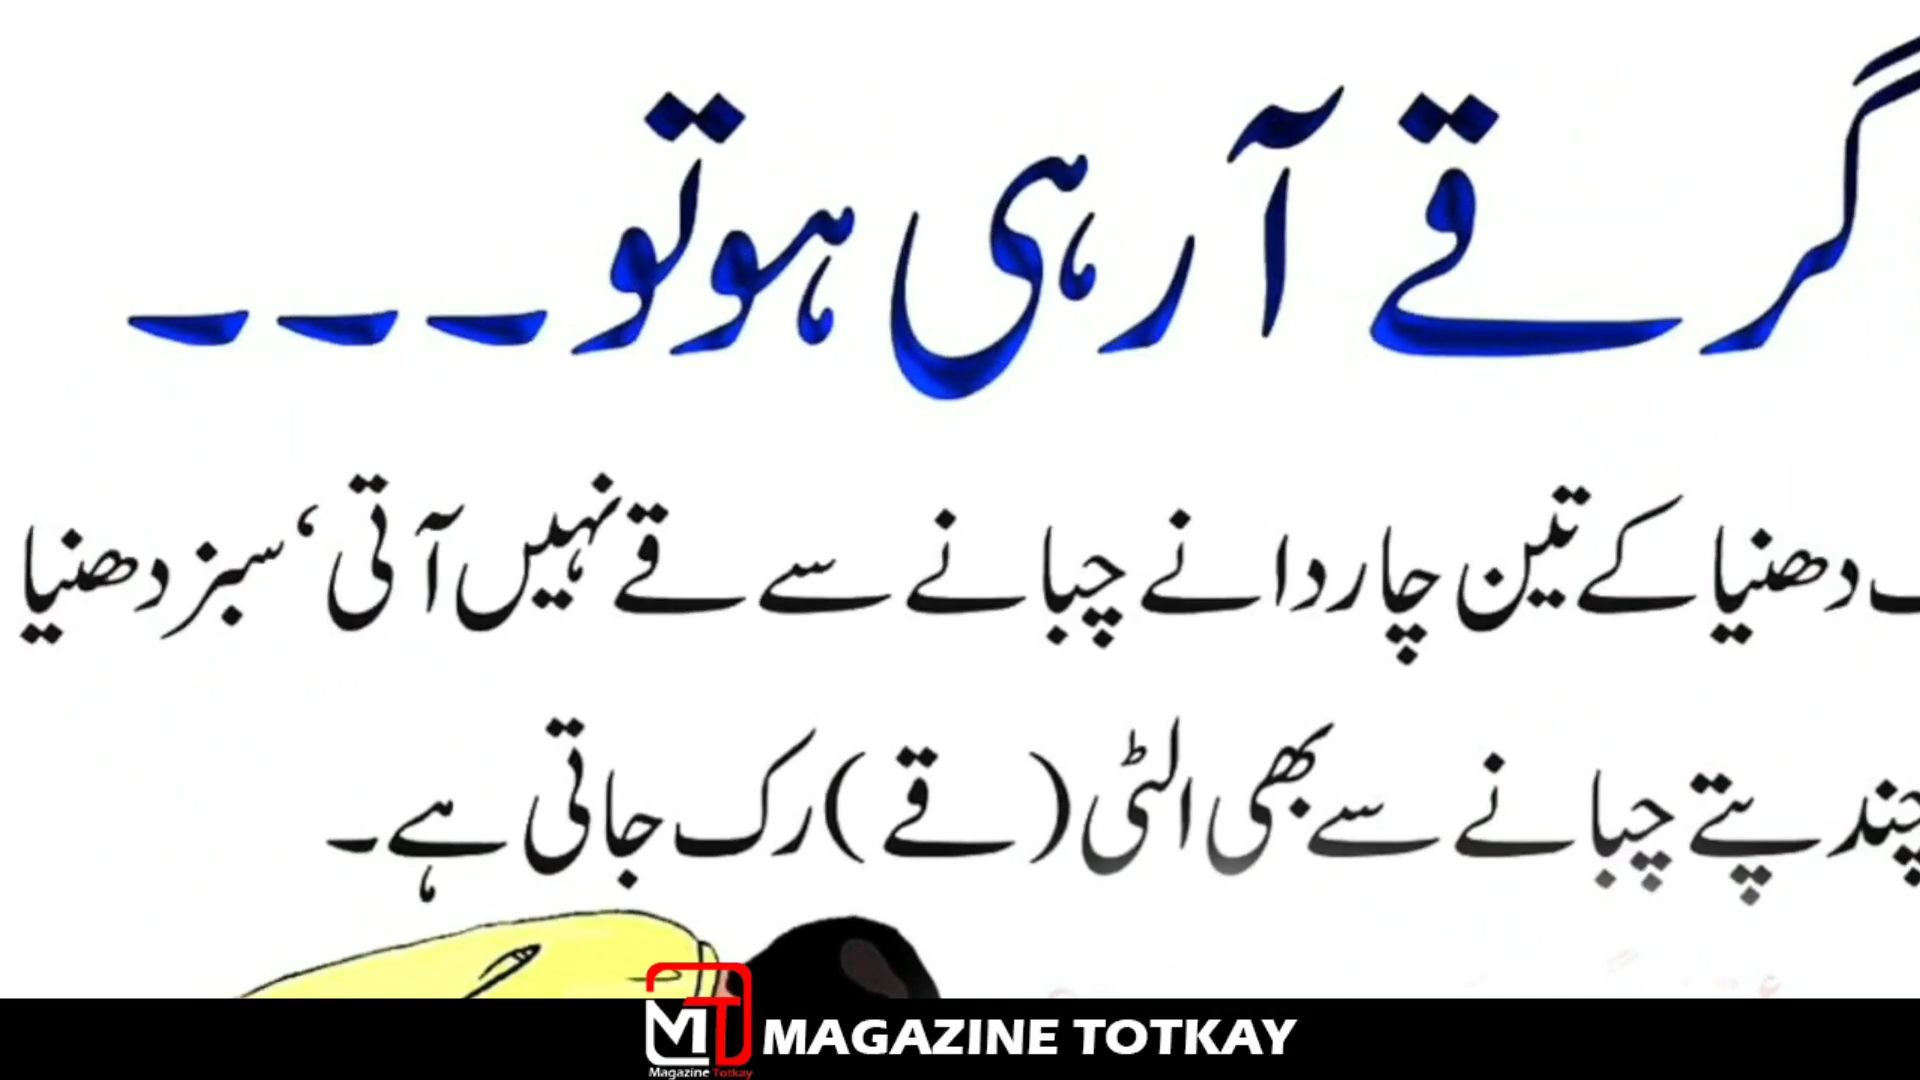 گر قے آ رہی ہو تو۔۔۔
دھنیا کے تین چار دانے چبانے سے قے نہیں آتی‘ سبز دھنیا
چند پتے چبانے سے بھی الٹی (قے) رک جاتی ہے۔
MT MAGAZINE TOTKAY
Magazine Totkay